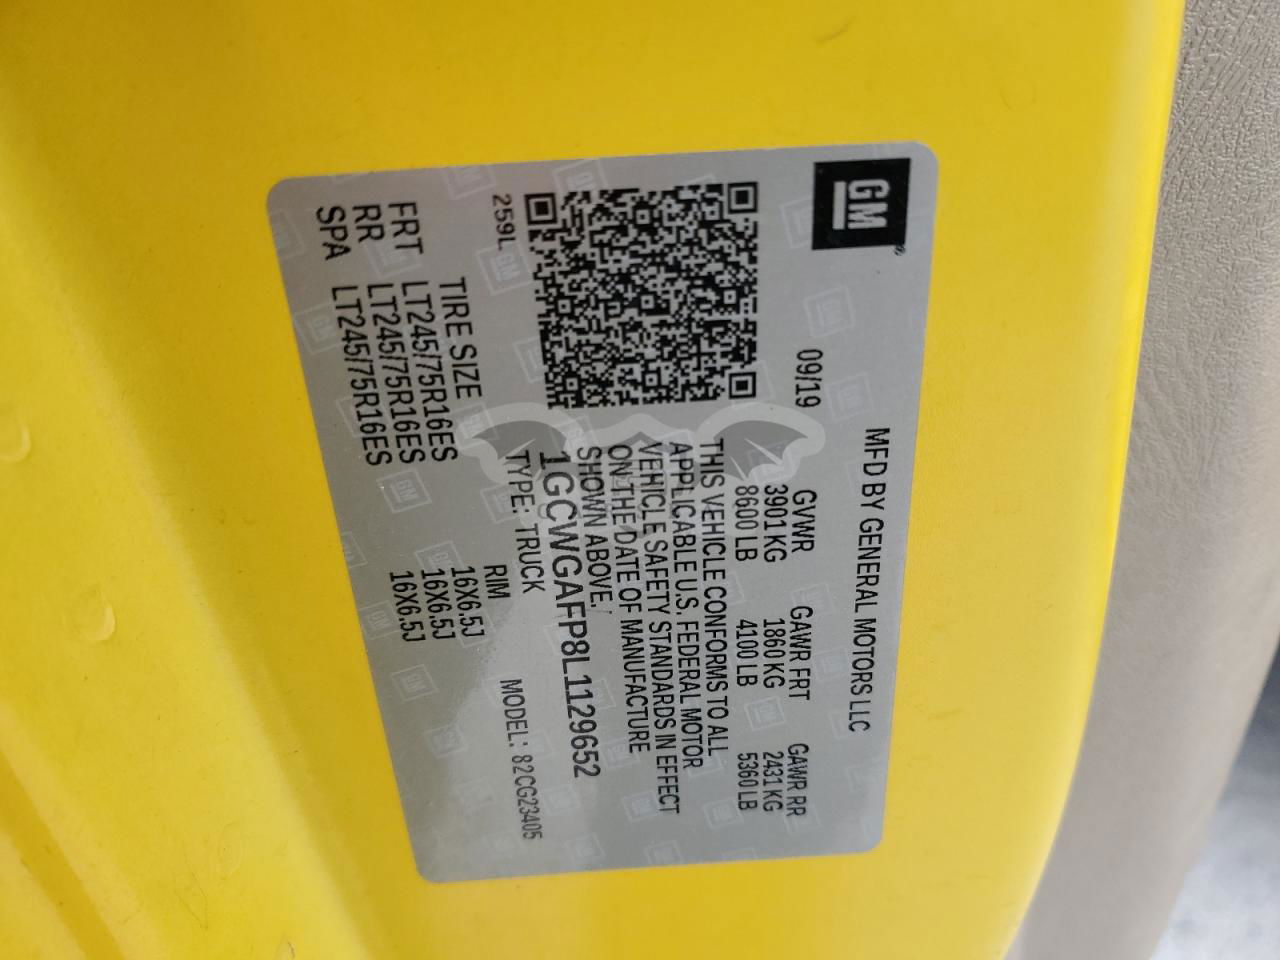 GM
MFD BY GENERAL MOTORS LLC
09/19
GVWR GAWR FRT GAWR RR
3901 KG 1860 KG 2431 KG
8600 LB 4100 LB 5360 LB
THIS VEHICLE CONFORMS TO ALL
APPLICABLE U.S. FEDERAL MOTOR
VEHICLE SAFETY STANDARDS IN EFFECT
ON THE DATE OF MANUFACTURE
SHOWN ABOVE.
1GCWGAFP8L1129652
259L TYPE: TRUCK MODEL: 82CG23405
TIRE SIZE RIM
FRT LT245/75R16ES 16X6.5J
RR LT245/75R16ES 16X6.5J
SPA LT245/75R16ES 16X6.5J